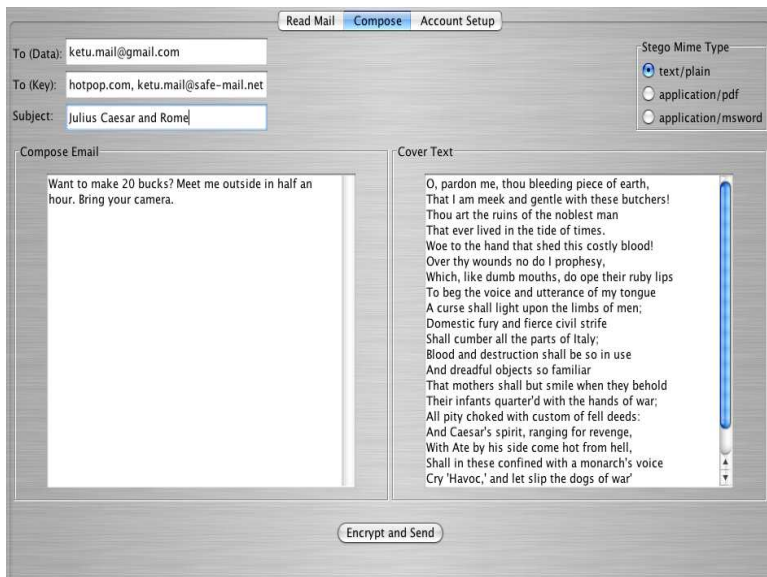 Read Mail Compose Account Setup
To (Data): ketu.mail@gmail.com
To (Key): hotpop.com, ketu.mail@safe-mail.net
Subject: Julius Caesar and Rome
Stego Mime Type
text/plain
application/pdf
application/msword
Compose Email
Want to make 20 bucks? Meet me outside in half an
hour. Bring your camera.
Cover Text
O, pardon me, thou bleeding piece of earth,
That I am meek and gentle with these butchers!
Thou art the ruins of the noblest man
That ever lived in the tide of times.
Woe to the hand that shed this costly blood!
Over thy wounds no do I prophesy,
Which, like dumb mouths, do ope their ruby lips
To beg the voice and utterance of my tongue
A curse shall light upon the limbs of men;
Domestic fury and fierce civil strife
Shall cumber all the parts of Italy;
Blood and destruction shall be so in use
And dreadful objects so familiar
That mothers shall but smile when they behold
Their infants quarter'd with the hands of war;
All pity choked with custom of fell deeds:
And Caesar's spirit, ranging for revenge,
With Ate by his side come hot from hell,
Shall in these confined with a monarch's voice
Cry 'Havoc,' and let slip the dogs of war'
Encrypt and Send